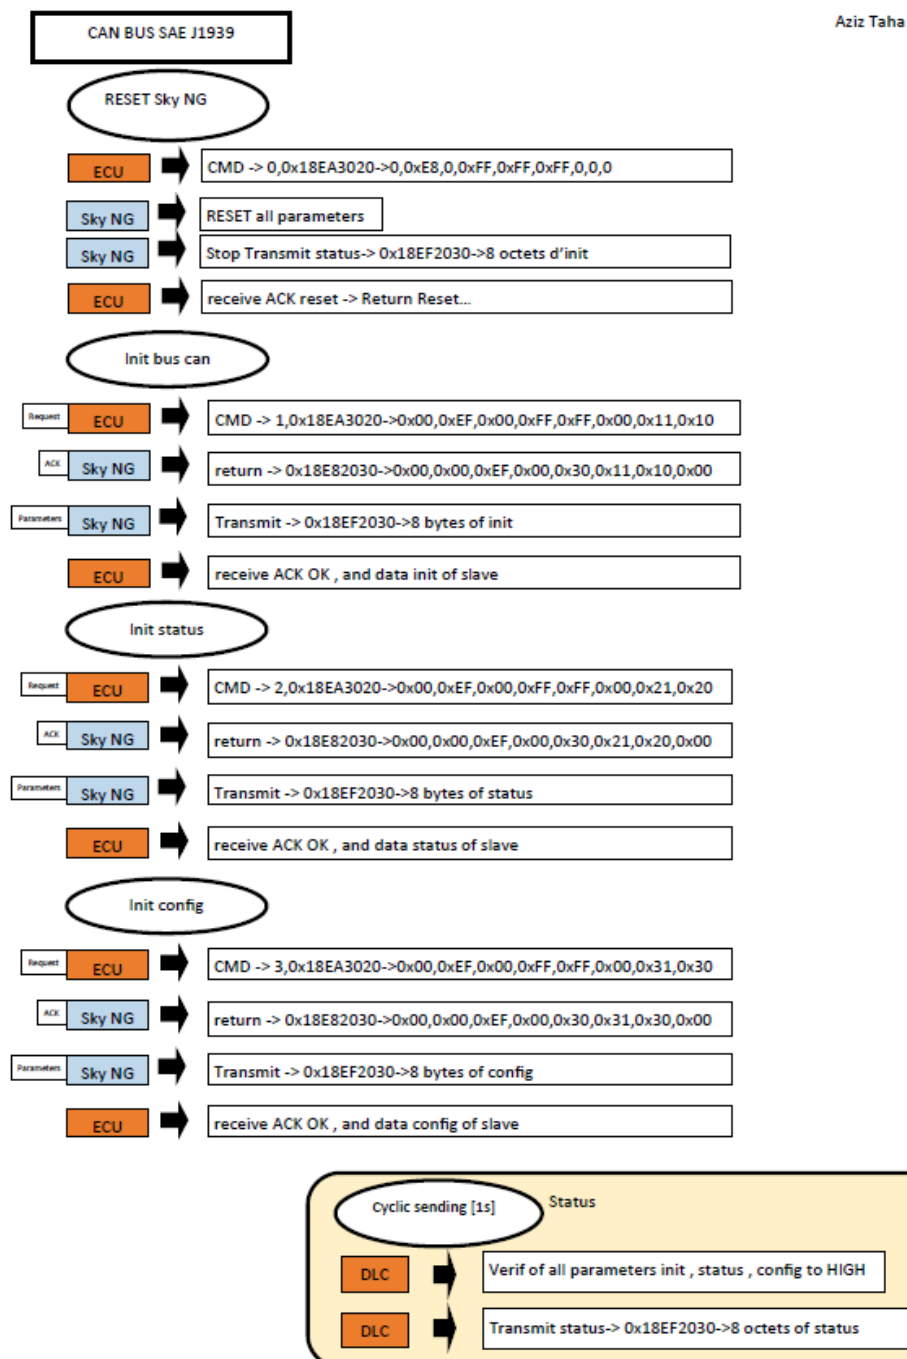 Aziz Taha
CAN BUS SAE J1939
RESET Sky NG
ECU CMD -> 0,0x18EA3020->0,0xE8,0,0xFF,0xFF,0xFF,0,0,0
Sky NG RESET all parameters
Sky NG Stop Transmit status-> 0x18EF2030->8 octets d'init
ECU receive ACK reset -> Return Reset...
Init bus can
Request ECU CMD -> 1,0x18EA3020->0x00,0xEF,0x00,0xFF,0xFF,0x00,0x11,0x10
ACK Sky NG return -> 0x18E82030->0x00,0x00,0xEF,0x00,0x30,0x11,0x10,0x00
Parameters Sky NG Transmit -> 0x18EF2030->8 bytes of init
ECU receive ACK OK , and data init of slave
Init status
Request ECU CMD -> 2,0x18EA3020->0x00,0xEF,0x00,0xFF,0xFF,0x00,0x21,0x20
ACK Sky NG return -> 0x18E82030->0x00,0x00,0xEF,0x00,0x30,0x21,0x20,0x00
Parameters Sky NG Transmit -> 0x18EF2030->8 bytes of status
ECU receive ACK OK , and data status of slave
Init config
Request ECU CMD -> 3,0x18EA3020->0x00,0xEF,0x00,0xFF,0xFF,0x00,0x31,0x30
ACK Sky NG return -> 0x18E82030->0x00,0x00,0xEF,0x00,0x30,0x31,0x30,0x00
Parameters Sky NG Transmit -> 0x18EF2030->8 bytes of config
ECU receive ACK OK , and data config of slave
Cyclic sending [1s] Status
DLC Verif of all parameters init , status , config to HIGH
DLC Transmit status-> 0x18EF2030->8 octets of status